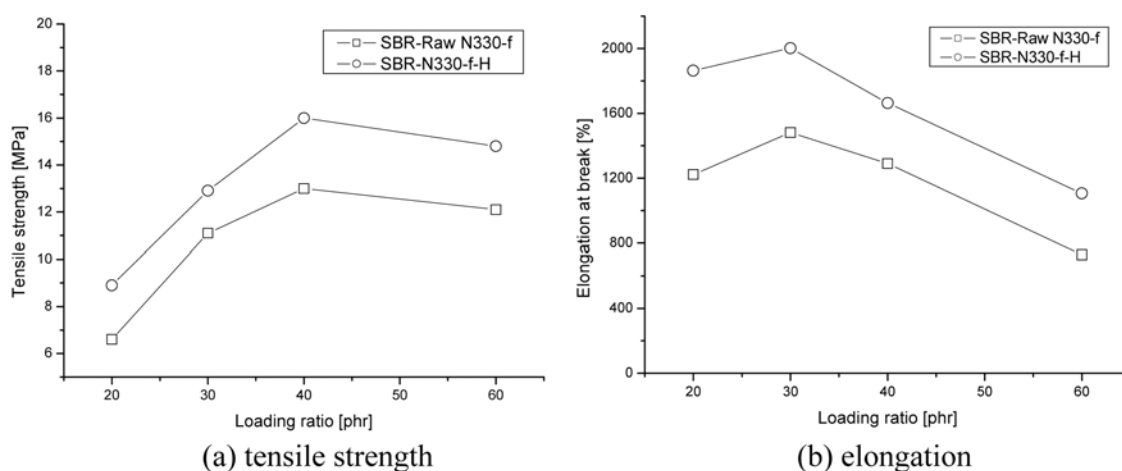 20
18
16
14
12
10
8
6
Tensile strength [MPa]
SBR-Raw N330-f
SBR-N330-f-H
20 30 40 50 60
Loading ratio [phr]
(a) tensile strength
2000
1600
1200
800
400
0
Elongation at break [%]
SBR-Raw N330-f
SBR-N330-f-H
20 30 40 50 60
Loading ratio [phr]
(b) elongation